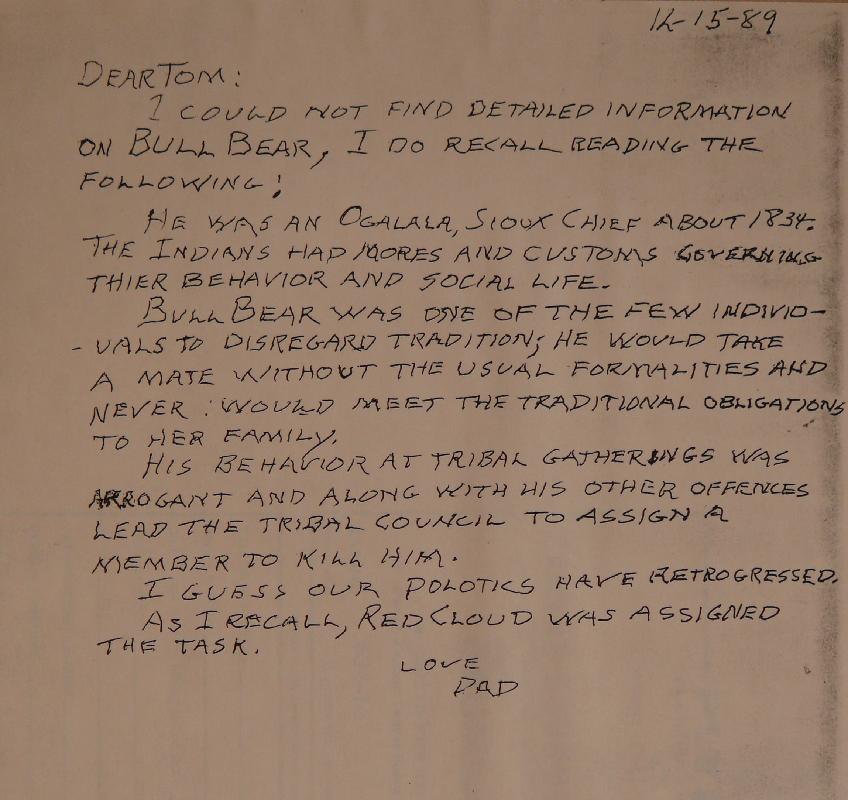 12-15-89
DEAR TOM:
I COULD NOT FIND DETAILED INFORMATION
ON BULL BEAR, I DO RECALL READING THE
FOLLOWING;
HE WAS AN OGALALA, SIOUX CHIEF ABOUT 1834.
THE INDIANS HAD MORES AND CUSTOMS GOVERNING
THIER BEHAVIOR AND SOCIAL LIFE.
BULL BEAR WAS ONE OF THE FEW INDIVID-
-UALS TO DISREGARD TRADITION; HE WOULD TAKE
A MATE WITHOUT THE USUAL FORMALITIES AND
NEVER WOULD MEET THE TRADITIONAL OBLIGATIONS
TO HER FAMILY.
HIS BEHAVIOR AT TRIBAL GATHERINGS WAS
ARROGANT AND ALONG WITH HIS OTHER OFFENCES
LEAD THE TRIBAL COUNCIL TO ASSIGN A
MEMBER TO KILL HIM.
I GUESS OUR POLOTICS HAVE RETROGRESSED.
AS I RECALL, RED CLOUD WAS ASSIGNED
THE TASK.
LOVE
DAD